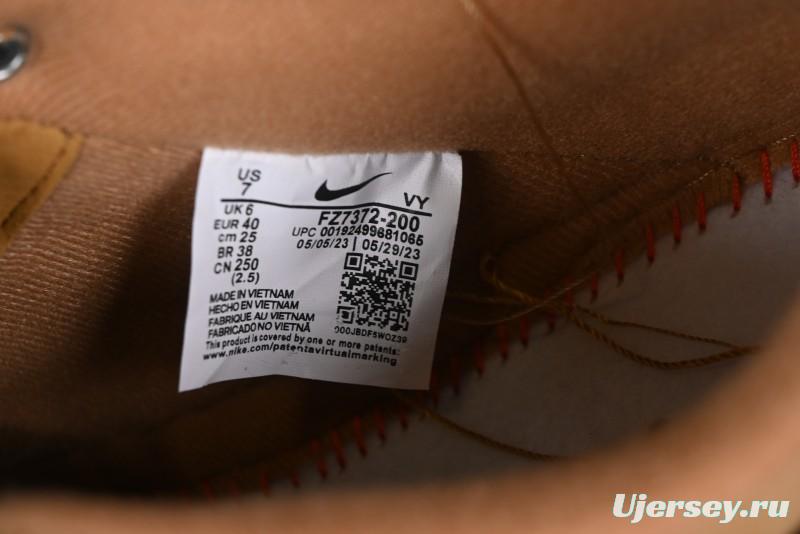 US
7
VY
UK 6
FZ7372-200
EUR 40
UPC 00192499681065
cm 25
05/05/23 | 05/29/23
BR 38
CN 250
(2.5)
MADE IN VIETNAM
HECHO EN VIETNAM
FABRIQUE AU VIETNAM
FABRICADO NO VIETNÃ
000JBDF5WOZ39
This product is covered by one or more patents:
www.nike.com/patenzavirtualmarking
Ujersey.ru